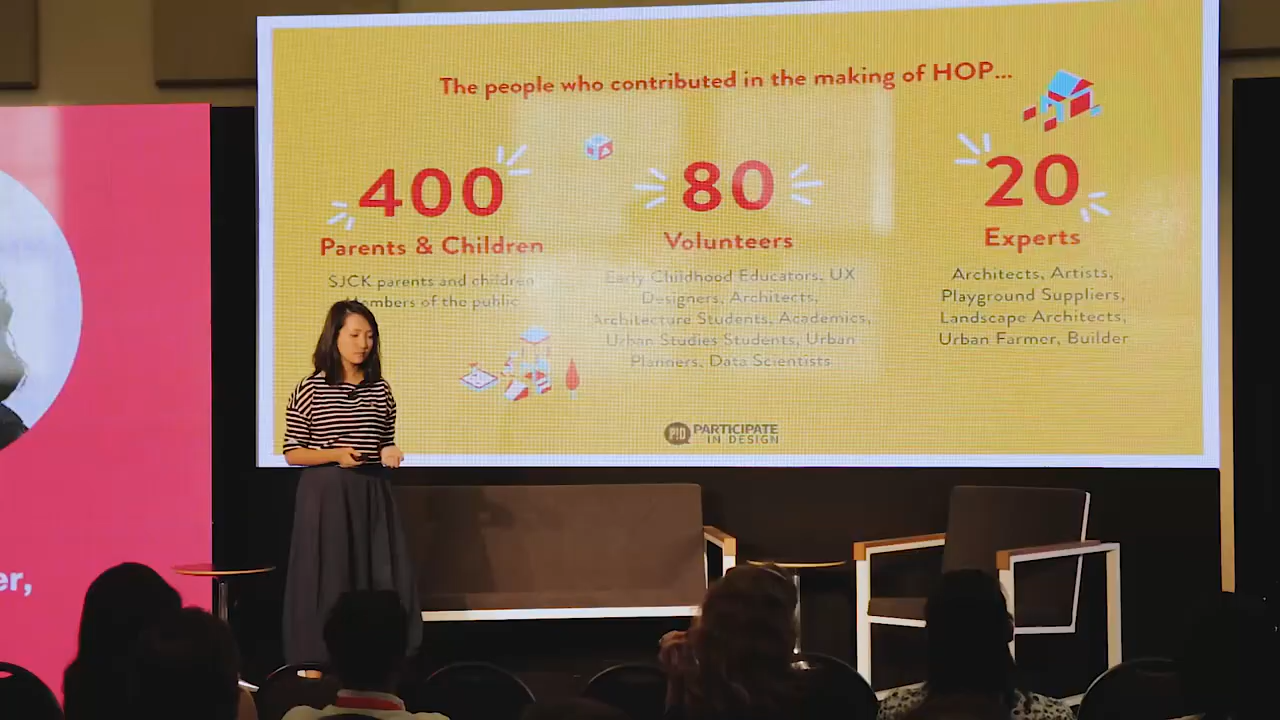 The people who contributed in the making of HOP...
400
Parents & Children
SJCK parents and children
Members of the public
80
Volunteers
Early Childhood Educators, UX
Designers, Architects,
Architecture Students, Academics,
Urban Studies Students, Urban
Planners, Data Scientists
20
Experts
Architects, Artists,
Playground Suppliers,
Landscape Architects,
Urban Farmer, Builder
PID
PARTICIPATE
IN DESIGN
er,